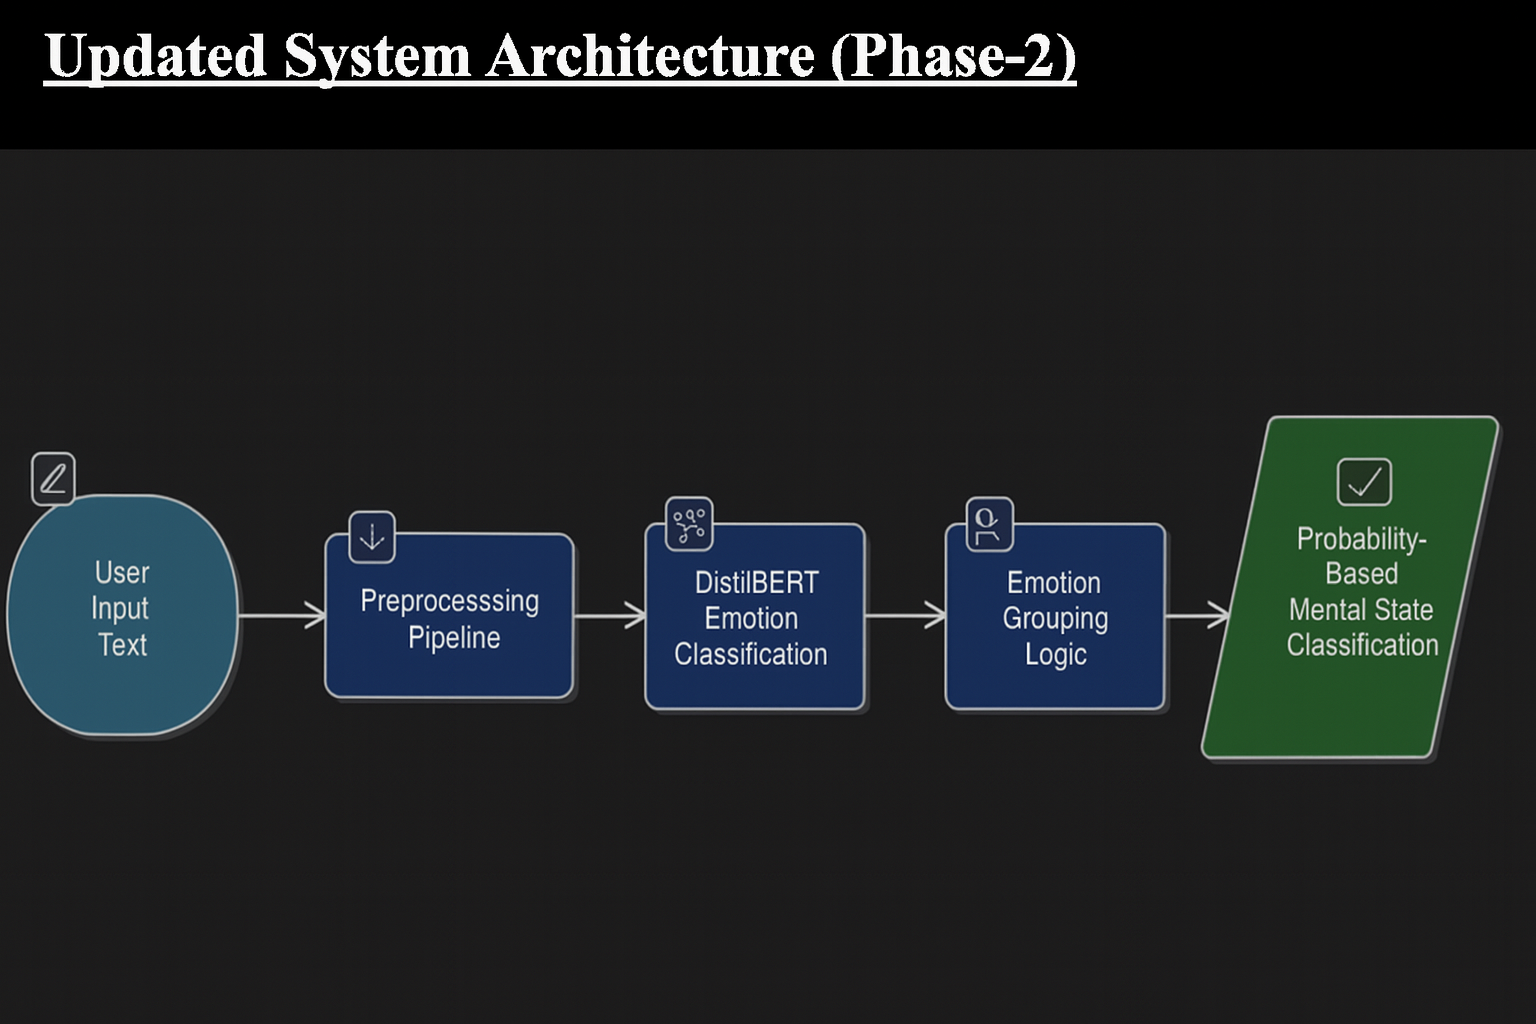 Updated System Architecture (Phase-2)
User
Input
Text
Preprocesssing
Pipeline
DistilBERT
Emotion
Classification
Emotion
Grouping
Logic
Probability-
Based
Mental State
Classification